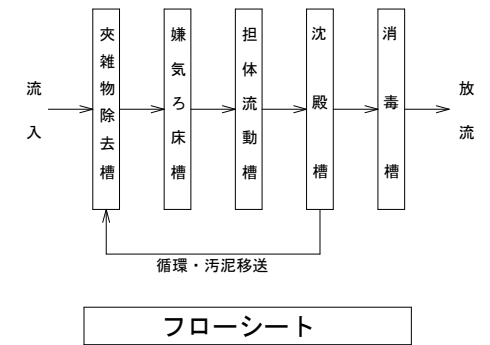 流入
夾雑物除去槽
嫌気ろ床槽
担体流動槽
沈殿槽
消毒槽
放流
循環・汚泥移送
フローシート